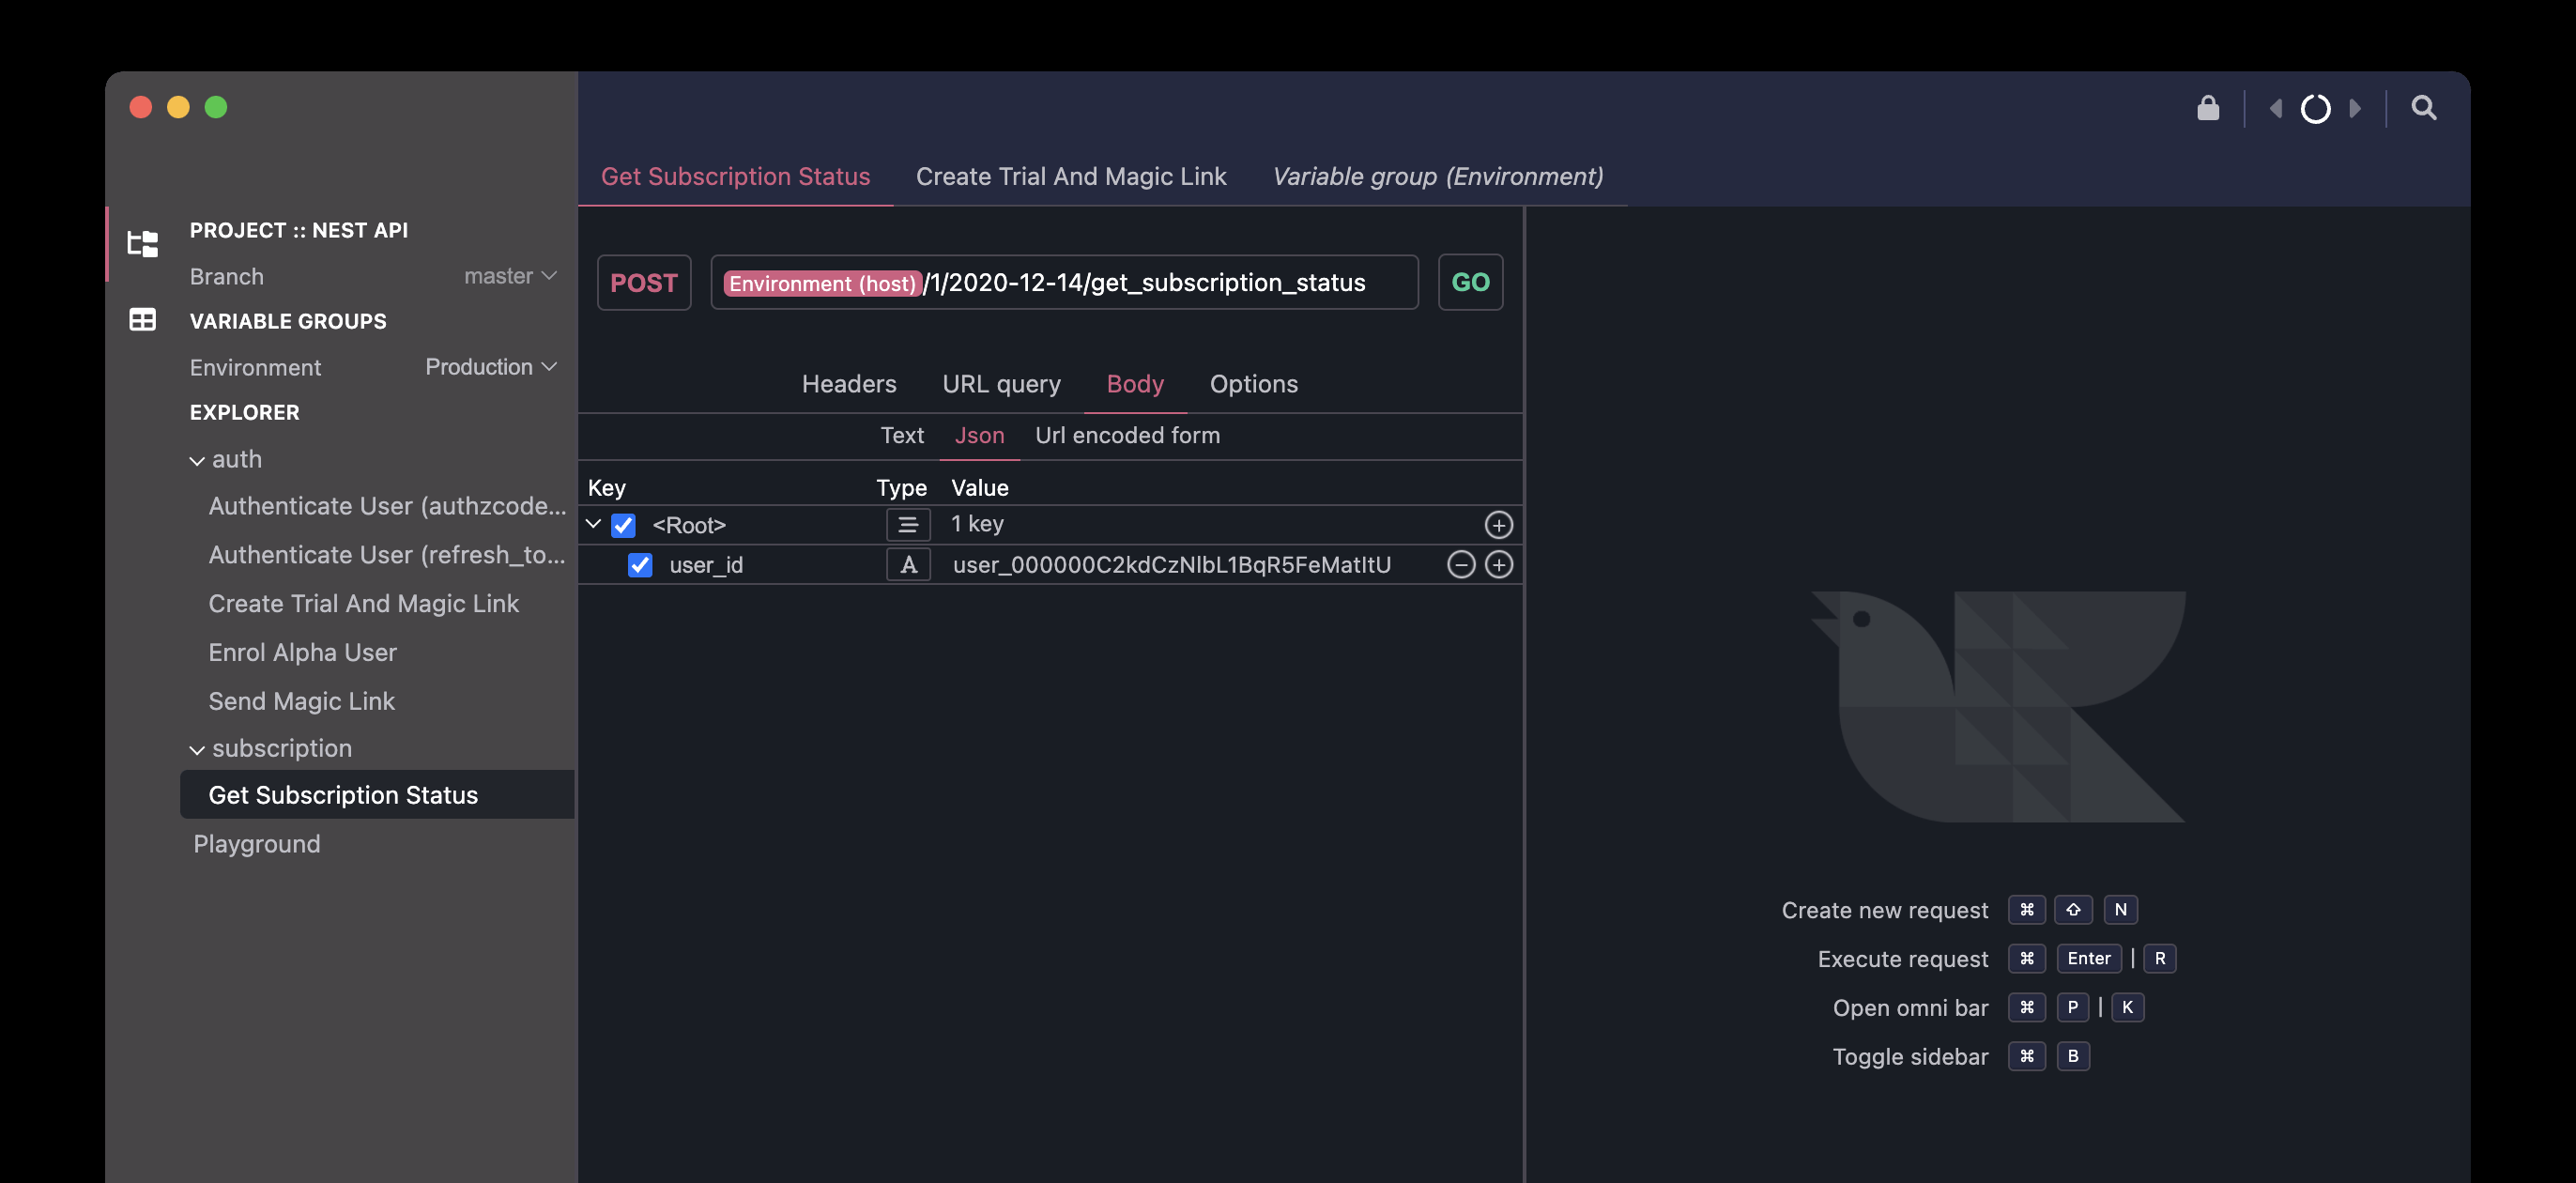 Get Subscription Status
Create Trial And Magic Link
Variable group (Environment)
PROJECT :: NEST API
Branch
master
VARIABLE GROUPS
Environment
Production
EXPLORER
auth
Authenticate User (authzcode...
Authenticate User (refresh_to...
Create Trial And Magic Link
Enrol Alpha User
Send Magic Link
subscription
Get Subscription Status
Playground
POST
Environment (host)/1/2020-12-14/get_subscription_status
GO
Headers
URL query
Body
Options
Text
Json
Url encoded form
Key
Type
Value
<Root>
1 key
user_id
A
user_000000C2kdCzNlbL1BqR5FeMatItU
Create new request ⌘ ⇧ N
Execute request ⌘ Enter | R
Open omni bar ⌘ P | K
Toggle sidebar ⌘ B